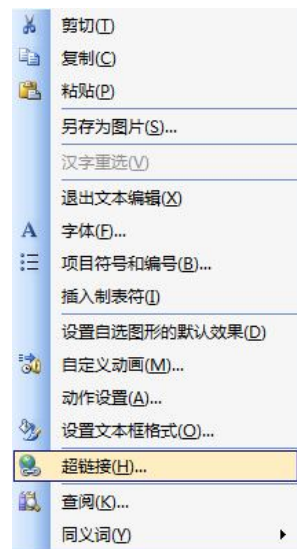 剪切(T)
复制(C)
粘贴(P)
另存为图片(S)...
汉字重选(V)
退出文本编辑(X)
字体(F)...
项目符号和编号(B)...
插入制表符(I)
设置自选图形的默认效果(D)
自定义动画(M)...
动作设置(A)...
设置文本框格式(O)...
超链接(H)...
查阅(K)...
同义词(Y)